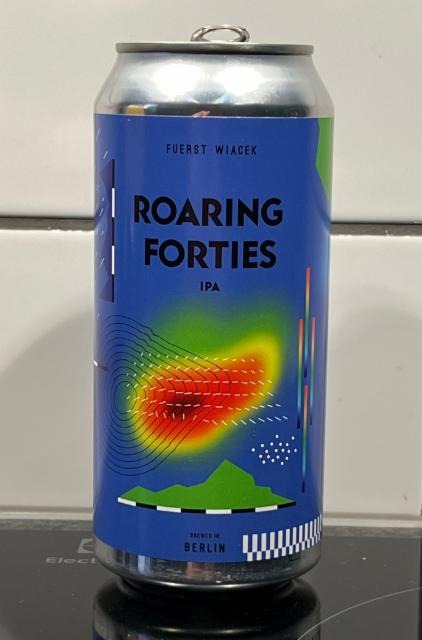 FUERST WIACEK
ROARING
FORTIES
IPA
BREWED IN
BERLIN